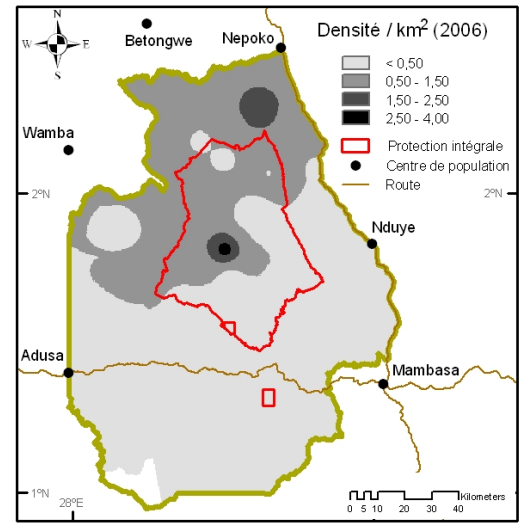 N
W E
S
Betongwe
Nepoko
Densité / km² (2006)
< 0,50
0,50 - 1,50
1,50 - 2,50
2,50 - 4,00
Protection intégrale
Centre de population
Route
Wamba
2°
2°N
Nduye
Adusa
Mambasa
1°N
28°E
0 5 10 20 30 40
Kilometers